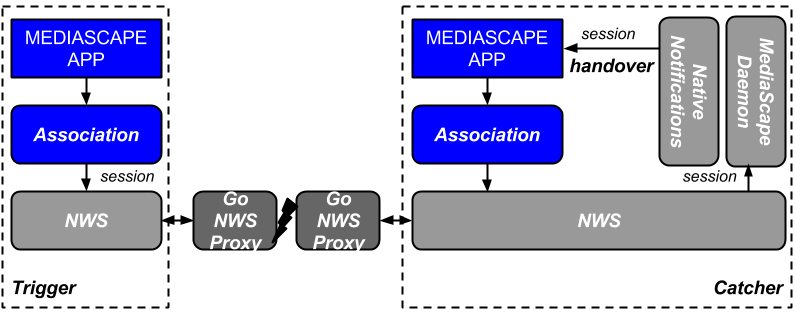 MEDIASCAPE
APP
Association
session
NWS
Trigger
Go
NWS
Proxy
Go
NWS
Proxy
MEDIASCAPE
APP
session
handover
Native
Notifications
MediaScape
Daemon
Association
session
NWS
Catcher